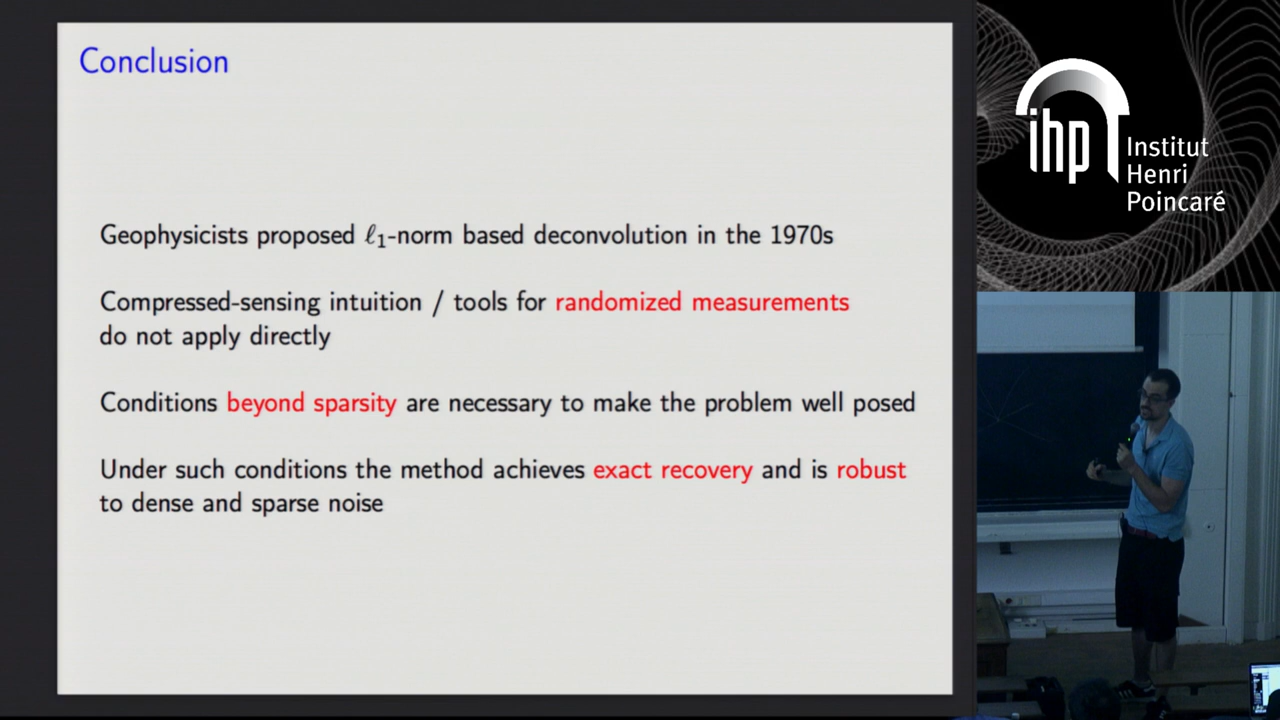 Conclusion
Geophysicists proposed ℓ1-norm based deconvolution in the 1970s
Compressed-sensing intuition / tools for randomized measurements
do not apply directly
Conditions beyond sparsity are necessary to make the problem well posed
Under such conditions the method achieves exact recovery and is robust
to dense and sparse noise
ihp
Institut
Henri
Poincaré